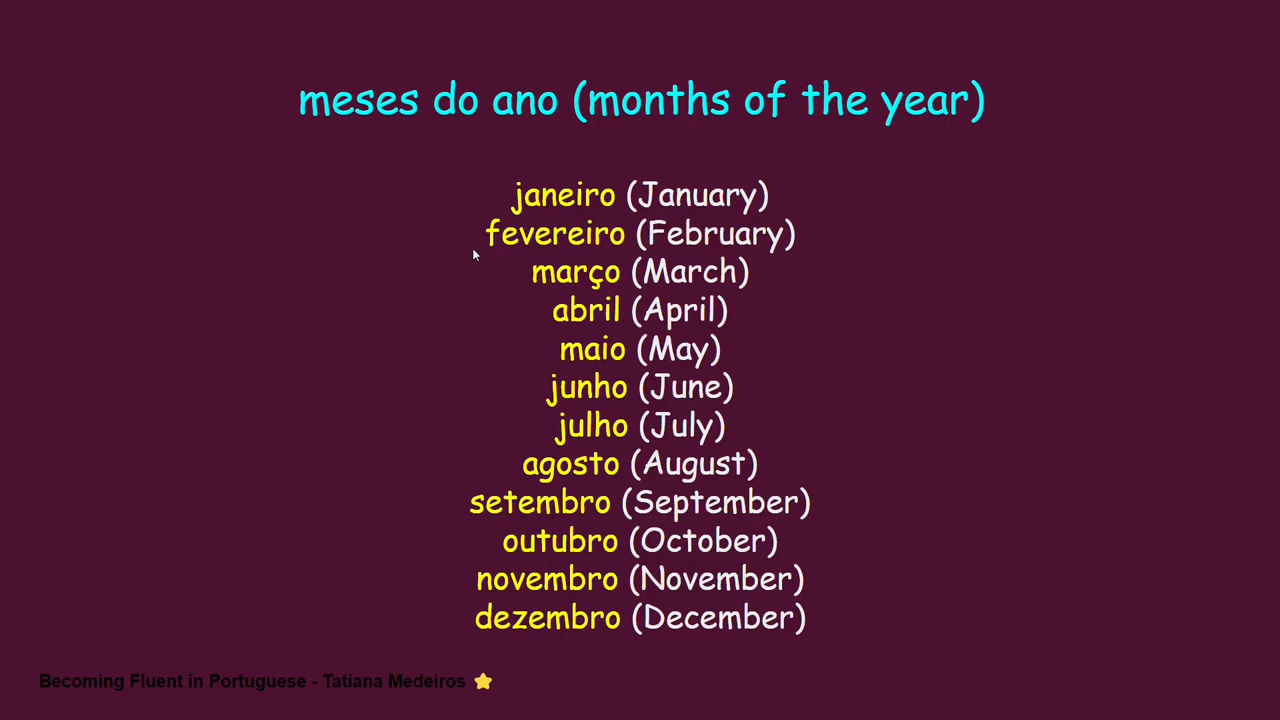 meses do ano (months of the year)
janeiro (January)
fevereiro (February)
março (March)
abril (April)
maio (May)
junho (June)
julho (July)
agosto (August)
setembro (September)
outubro (October)
novembro (November)
dezembro (December)
Becoming Fluent in Portuguese - Tatiana Medeiros